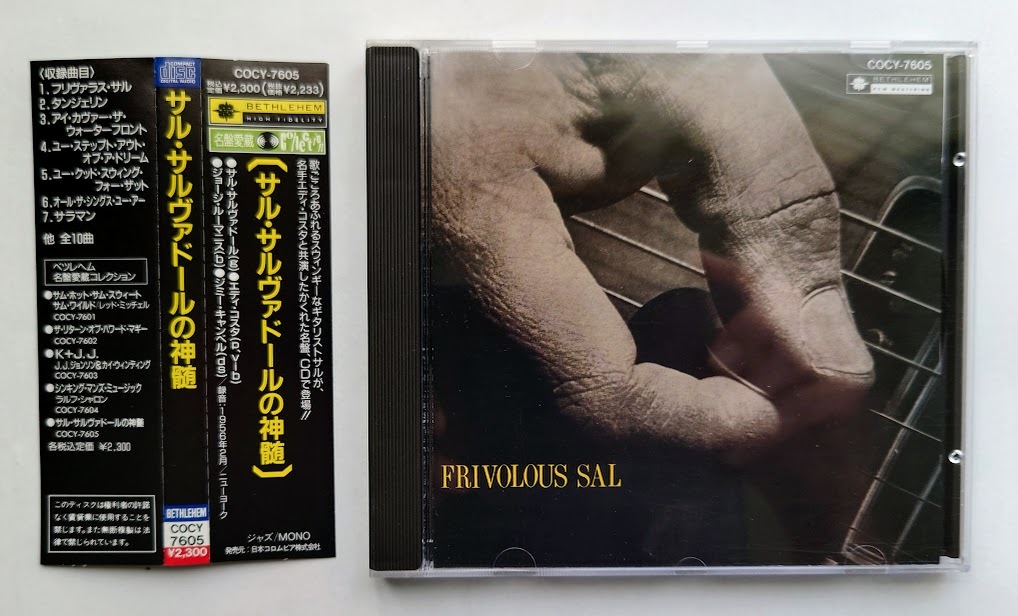 〈収録曲目〉
1. フリヴァラス・サル
2. タンジェリン
3. アイ・カヴァー・ザ・
ウォーターフロント
4. ユー・ステップト・アウト・
オブ・ア・ドリーム
5. ユー・クッド・スウィング・
フォー・ザット
6. オール・ザ・シングス・ユー・アー
7. サラマン
他 全10曲
ベツレヘム
名盤愛蔵コレクション
●サム・ホット・サム・スウィート
サム・ワイルド/レッド・ミッチェル
COCY-7601
●ザ・リターン・オブ・ハワード・マギー
COCY-7602
●K+J.J.
J.J.ジョンソン&カイ・ウィンディング
COCY-7603
●シンキング・マンズ・ミュージック
ラルフ・シャロン
COCY-7604
●サル・サルヴァドールの神髄
COCY-7605
各税込定価 ¥2,300
このディスクは権利者の許諾
なく賃貸業に使用することを
禁じます。また無断複製は法
律で禁じられています。
COMPACT
disc
DIGITAL AUDIO
サル・サルヴァドールの神髄
BETHLEHEM
COCY
7605
¥2,300
COCY-7605
税込定価 ¥2,300(税抜価格 ¥2,233)
BETHLEHEM
HIGH FIDELITY
名盤愛蔵 Collection
歌ごころあふれるスウィンギーなギタリストサルが、
名手エディ・コスタと共演したかくれた名盤、CDで登場!!
〔サル・サルヴァドールの神髄〕
●サル・サルヴァドール(g)●エディ・コスタ(p、vib)
●ジョージ・ルーマニス(b)●ジミー・キャンベル(ds)/録音:1956年2月/ニューヨーク
ジャズ/MONO
発売元:日本コロムビア株式会社
COCY-7605
BETHLEHEM
FRIVOLOUS SAL